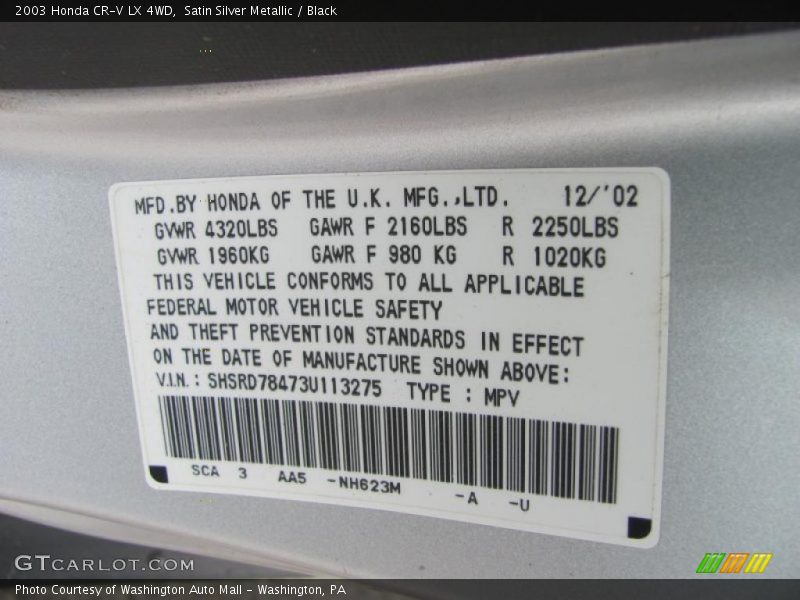 2003 Honda CR-V LX 4WD,  Satin Silver Metallic / Black
MFD.BY HONDA OF THE U.K. MFG.,LTD. 12/'02
GVWR 4320LBS GAWR F 2160LBS R 2250LBS
GVWR 1960KG GAWR F 980 KG R 1020KG
THIS VEHICLE CONFORMS TO ALL APPLICABLE
FEDERAL MOTOR VEHICLE SAFETY
AND THEFT PREVENTION STANDARDS IN EFFECT
ON THE DATE OF MANUFACTURE SHOWN ABOVE:
V.I.N.: SHSRD78473U113275 TYPE : MPV
SCA 3 AA5 -NH623M -A -U
GTCARLOT.COM
Photo Courtesy of Washington Auto Mall - Washington, PA